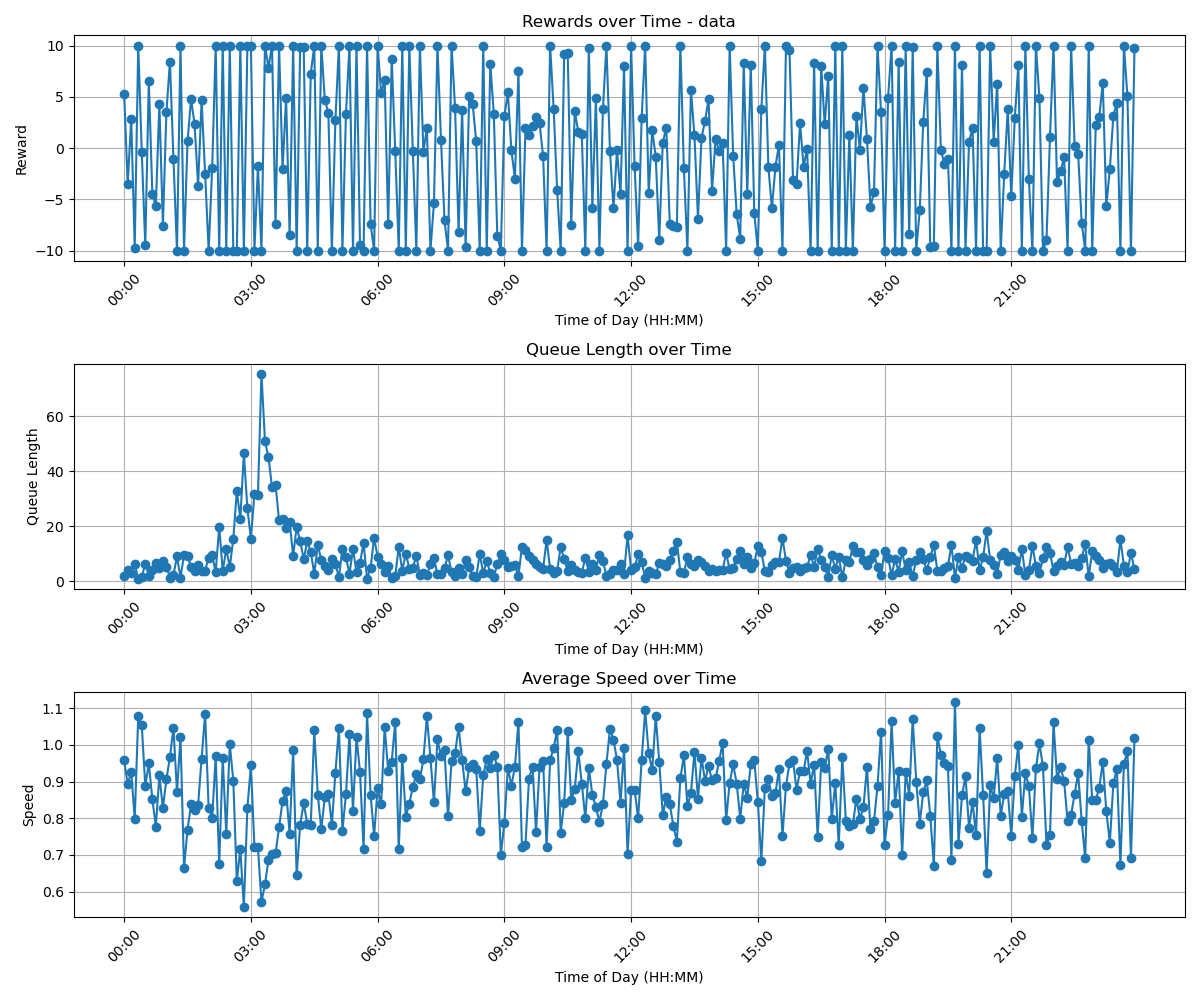 Rewards over Time - data
10
5
0
−5
−10
Reward
00:00 03:00 06:00 09:00 12:00 15:00 18:00 21:00
Time of Day (HH:MM)
Queue Length over Time
60
40
20
0
Queue Length
00:00 03:00 06:00 09:00 12:00 15:00 18:00 21:00
Time of Day (HH:MM)
Average Speed over Time
1.1
1.0
0.9
0.8
0.7
0.6
Speed
00:00 03:00 06:00 09:00 12:00 15:00 18:00 21:00
Time of Day (HH:MM)